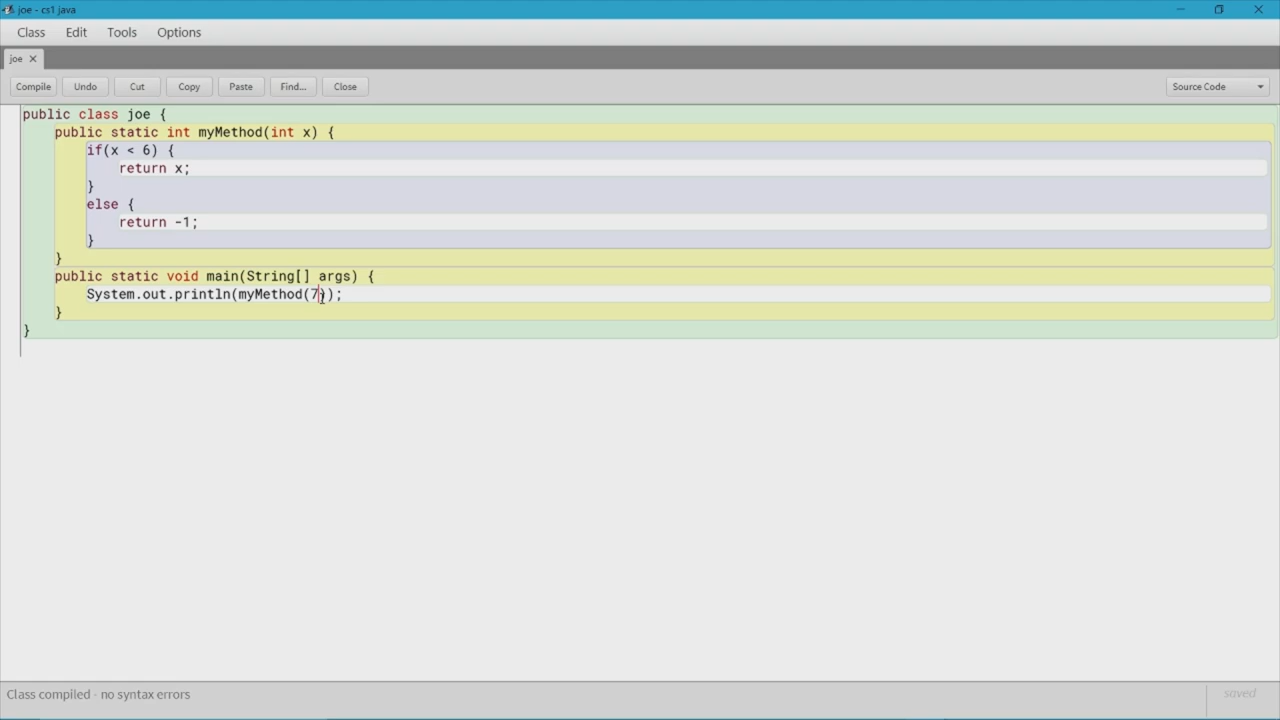 joe - cs1 java
Class Edit Tools Options
joe ✕
Compile Undo Cut Copy Paste Find... Close Source Code
public class joe {
    public static int myMethod(int x) {
        if(x < 6) {
            return x;
        }
        else {
            return -1;
        }
    }
    public static void main(String[] args) {
        System.out.println(myMethod(7));
    }
}
Class compiled - no syntax errors
saved